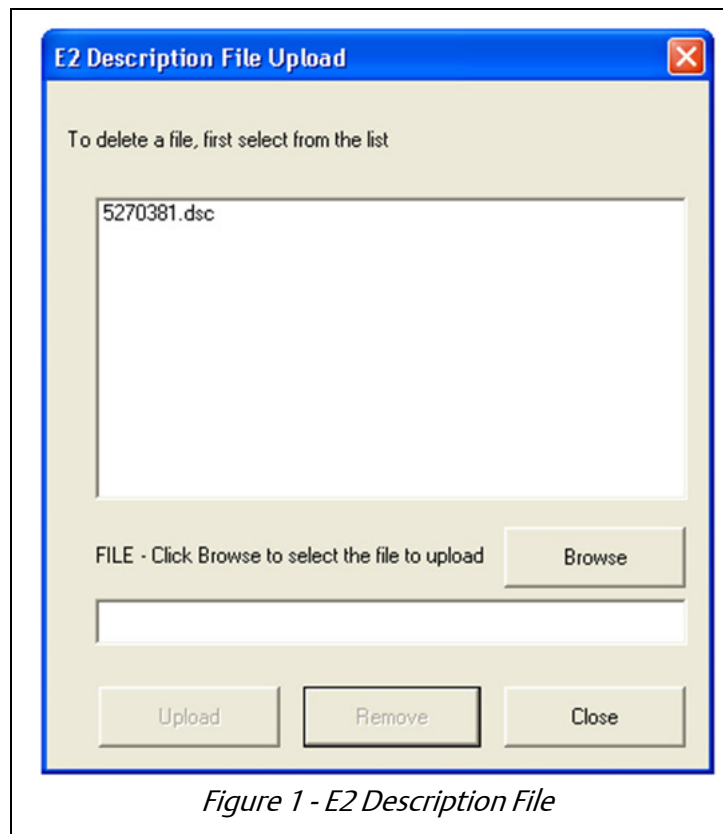 E2 Description File Upload
To delete a file, first select from the list
5270381.dsc
FILE - Click Browse to select the file to upload
Browse
Upload
Remove
Close
Figure 1 - E2 Description File